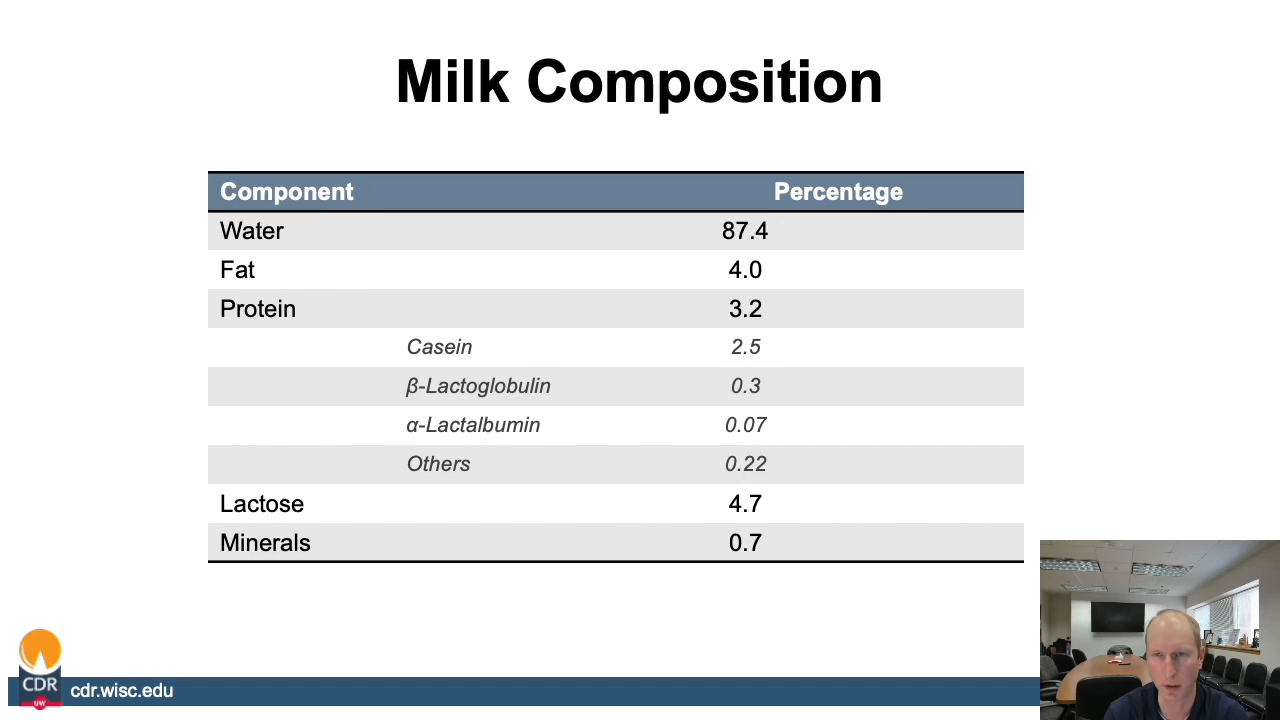 Milk Composition
Component Percentage
Water 87.4
Fat 4.0
Protein 3.2
Casein 2.5
β-Lactoglobulin 0.3
α-Lactalbumin 0.07
Others 0.22
Lactose 4.7
Minerals 0.7
CDR
UW
cdr.wisc.edu